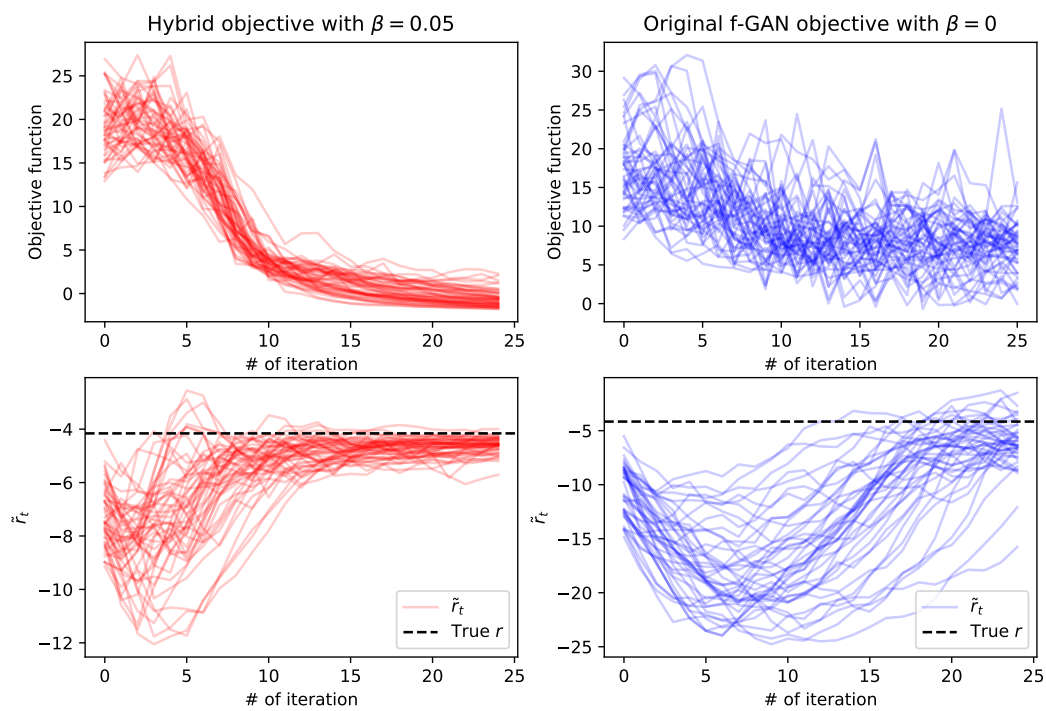 Hybrid objective with β = 0.05
Objective function
25
20
15
10
5
0
0 5 10 15 20 25
# of iteration
Original f-GAN objective with β = 0
Objective function
30
25
20
15
10
5
0
0 5 10 15 20 25
# of iteration
r̃ₜ
−4
−6
−8
−10
−12
r̃ₜ
True r
0 5 10 15 20 25
# of iteration
r̃ₜ
−5
−10
−15
−20
−25
r̃ₜ
True r
0 5 10 15 20 25
# of iteration